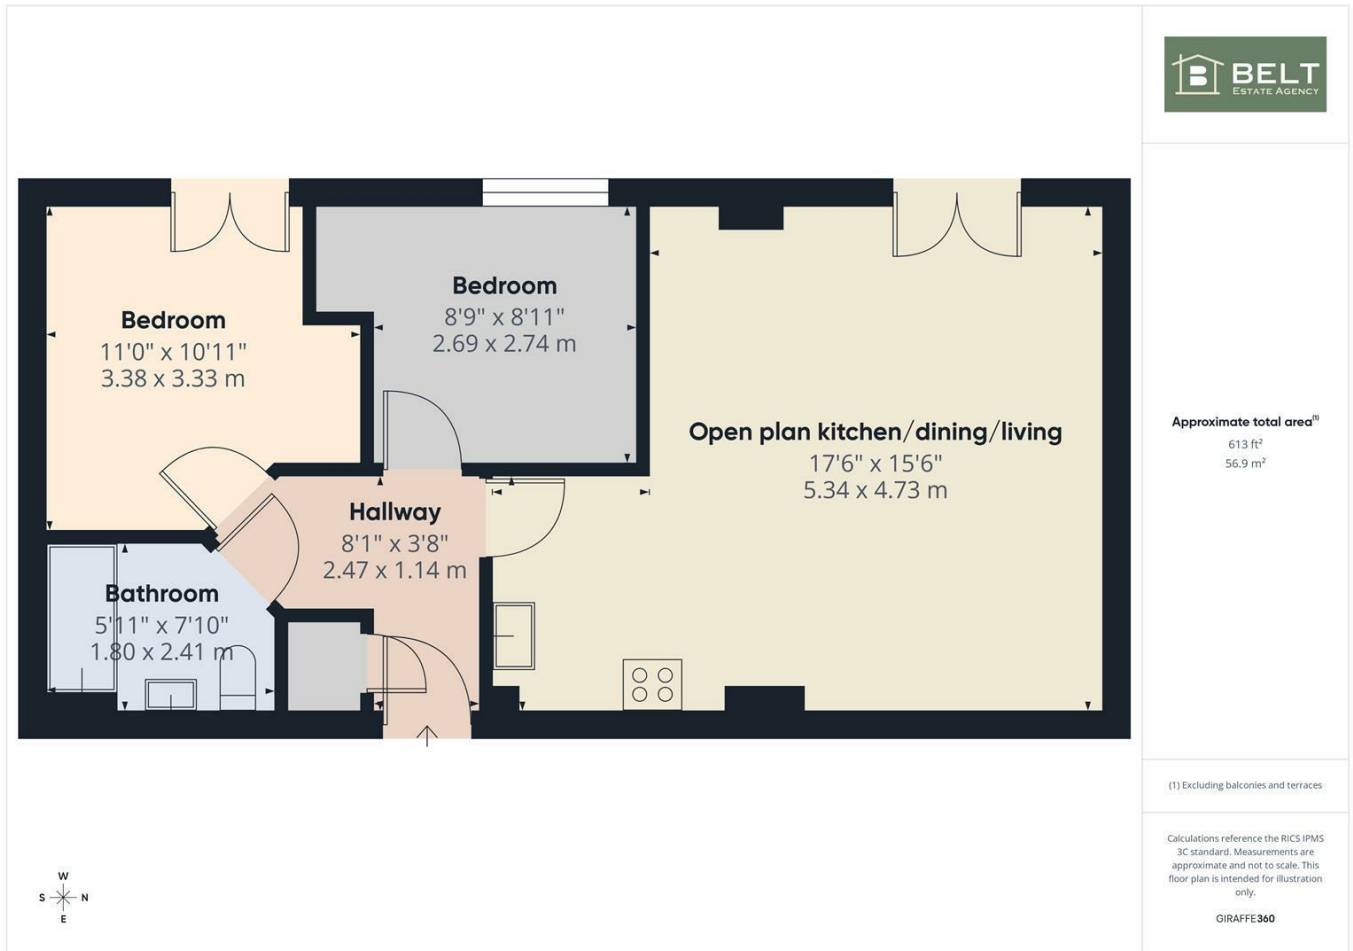 BELT
ESTATE AGENCY
Bedroom
11'0" x 10'11"
3.38 x 3.33 m
Bedroom
8'9" x 8'11"
2.69 x 2.74 m
Open plan kitchen/dining/living
17'6" x 15'6"
5.34 x 4.73 m
Hallway
8'1" x 3'8"
2.47 x 1.14 m
Bathroom
5'11" x 7'10"
1.80 x 2.41 m
Approximate total area⁽¹⁾
613 ft²
56.9 m²
(1) Excluding balconies and terraces
Calculations reference the RICS IPMS
3C standard. Measurements are
approximate and not to scale. This
floor plan is intended for illustration
only.
GIRAFFE360
W
S N
E